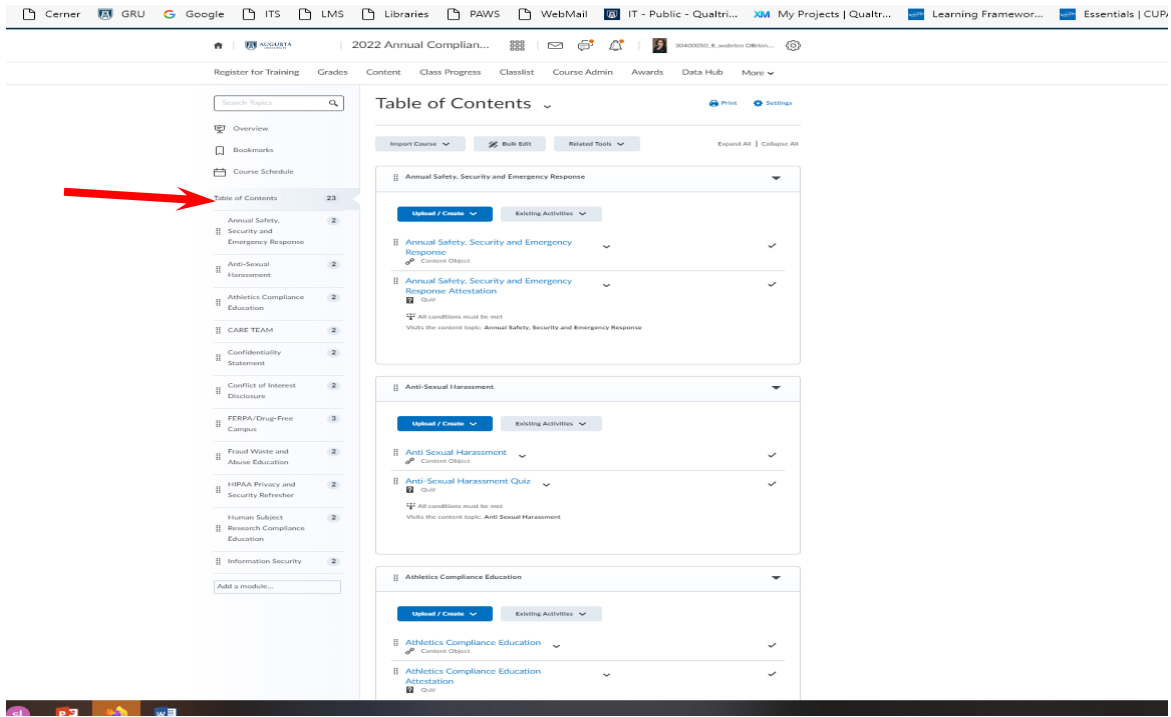 Cerner GRU Google ITS LMS Libraries PAWS WebMail IT - Public - Qualtri... XM My Projects | Qualtr... Learning Framewor... Essentials | CUPA
AUGUSTA 2022 Annual Complian...
Register for Training Grades Content Class Progress Classlist Course Admin Awards Data Hub More
Search Topics
Overview
Bookmarks
Course Schedule
Table of Contents 23
Annual Safety, 2
Security and
Emergency Response
Anti-Sexual 2
Harassment
Athletics Compliance 2
Education
CARE TEAM 2
Confidentiality 2
Statement
Conflict of Interest 2
Disclosure
FERPA/Drug-Free 3
Campus
Fraud Waste and 2
Abuse Education
HIPAA Privacy and 2
Security Refresher
Human Subject 2
Research Compliance
Education
Information Security 2
Add a module...
Table of Contents Print Settings
Import Course Bulk Edit Related Tools Expand All | Collapse All
Annual Safety, Security and Emergency Response
Upload / Create Existing Activities
Annual Safety, Security and Emergency
Response
Content Object
Annual Safety, Security and Emergency
Response Attestation
Quiz
All conditions must be met
Visits the content topic: Annual Safety, Security and Emergency Response
Anti-Sexual Harassment
Upload / Create Existing Activities
Anti Sexual Harassment
Content Object
Anti-Sexual Harassment Quiz
Quiz
All conditions must be met
Visits the content topic: Anti Sexual Harassment
Athletics Compliance Education
Upload / Create Existing Activities
Athletics Compliance Education
Content Object
Athletics Compliance Education
Attestation
Quiz